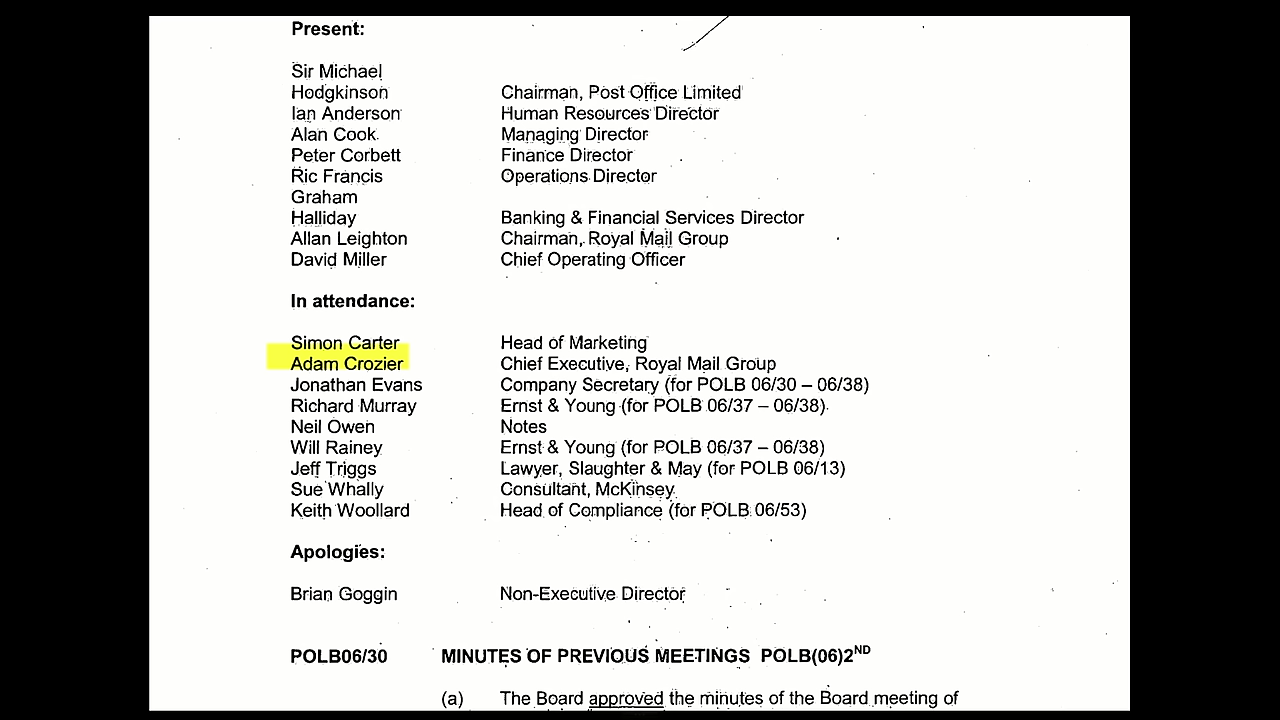 Present:
Sir Michael
Hodgkinson Chairman, Post Office Limited
Ian Anderson Human Resources Director
Alan Cook Managing Director
Peter Corbett Finance Director
Ric Francis Operations Director
Graham
Halliday Banking & Financial Services Director
Allan Leighton Chairman, Royal Mail Group
David Miller Chief Operating Officer
In attendance:
Simon Carter Head of Marketing
Adam Crozier Chief Executive, Royal Mail Group
Jonathan Evans Company Secretary (for POLB 06/30 – 06/38)
Richard Murray Ernst & Young (for POLB 06/37 – 06/38)
Neil Owen Notes
Will Rainey Ernst & Young (for POLB 06/37 – 06/38)
Jeff Triggs Lawyer, Slaughter & May (for POLB 06/13)
Sue Whally Consultant, McKinsey
Keith Woollard Head of Compliance (for POLB 06/53)
Apologies:
Brian Goggin Non-Executive Director
POLB06/30 MINUTES OF PREVIOUS MEETINGS POLB(06)2ND
(a) The Board approved the minutes of the Board meeting of